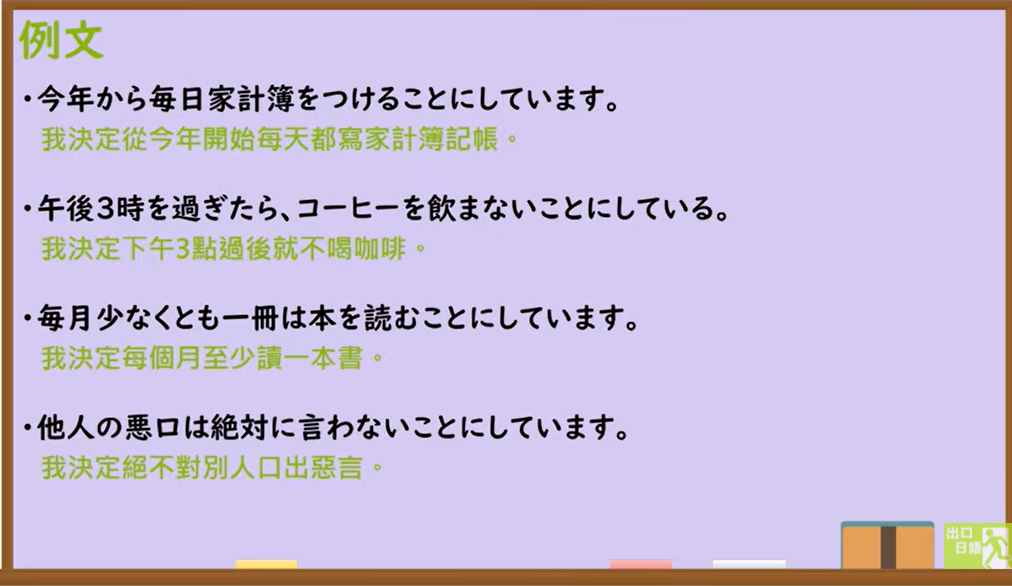 例文
・今年から毎日家計簿をつけることにしています。
我決定從今年開始每天都寫家計簿記帳。
・午後3時を過ぎたら、コーヒーを飲まないことにしている。
我決定下午3點過後就不喝咖啡。
・毎月少なくとも一冊は本を読むことにしています。
我決定每個月至少讀一本書。
・他人の悪口は絶対に言わないことにしています。
我決定絕不對別人口出惡言。
出口
日語